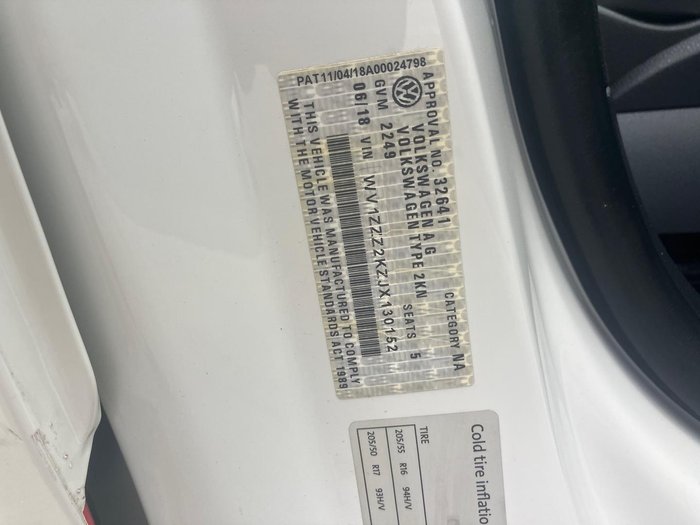 APPROVAL NO. 32641 CATEGORY NA
VOLKSWAGEN AG
VOLKSWAGEN TYPE 2KN
GVM 2249 SEATS 5
06/18 VIN WV1ZZZ2KZJX130152
THIS VEHICLE WAS MANUFACTURED TO COMPLY
WITH THE MOTOR VEHICLE STANDARDS ACT 1989
PAT11/04/18A00024798
Cold tire inflatio
TIRE
205/55 R16 94H/V
205/50 R17 93H/V